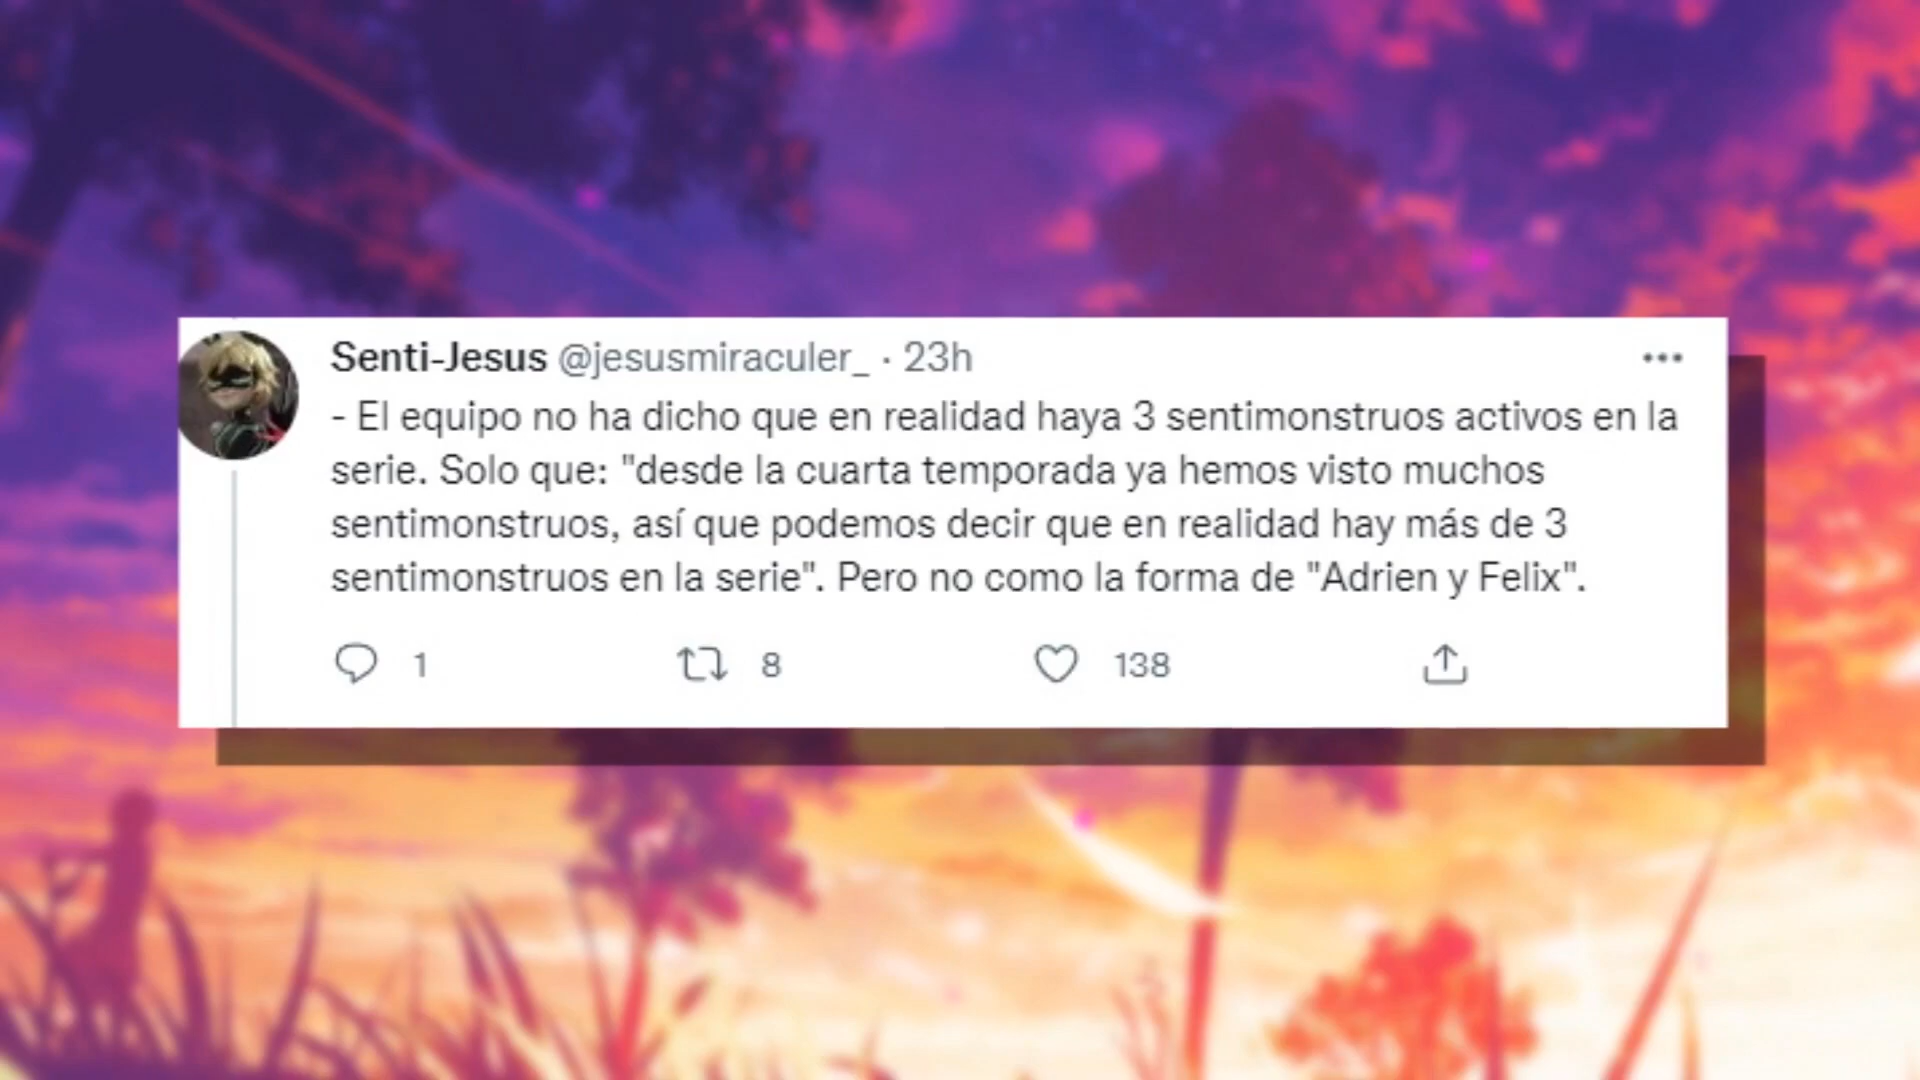 Senti-Jesus @jesusmiraculer_ · 23h
- El equipo no ha dicho que en realidad haya 3 sentimonstruos activos en la
serie. Solo que: "desde la cuarta temporada ya hemos visto muchos
sentimonstruos, así que podemos decir que en realidad hay más de 3
sentimonstruos en la serie". Pero no como la forma de "Adrien y Felix".
1 8 138